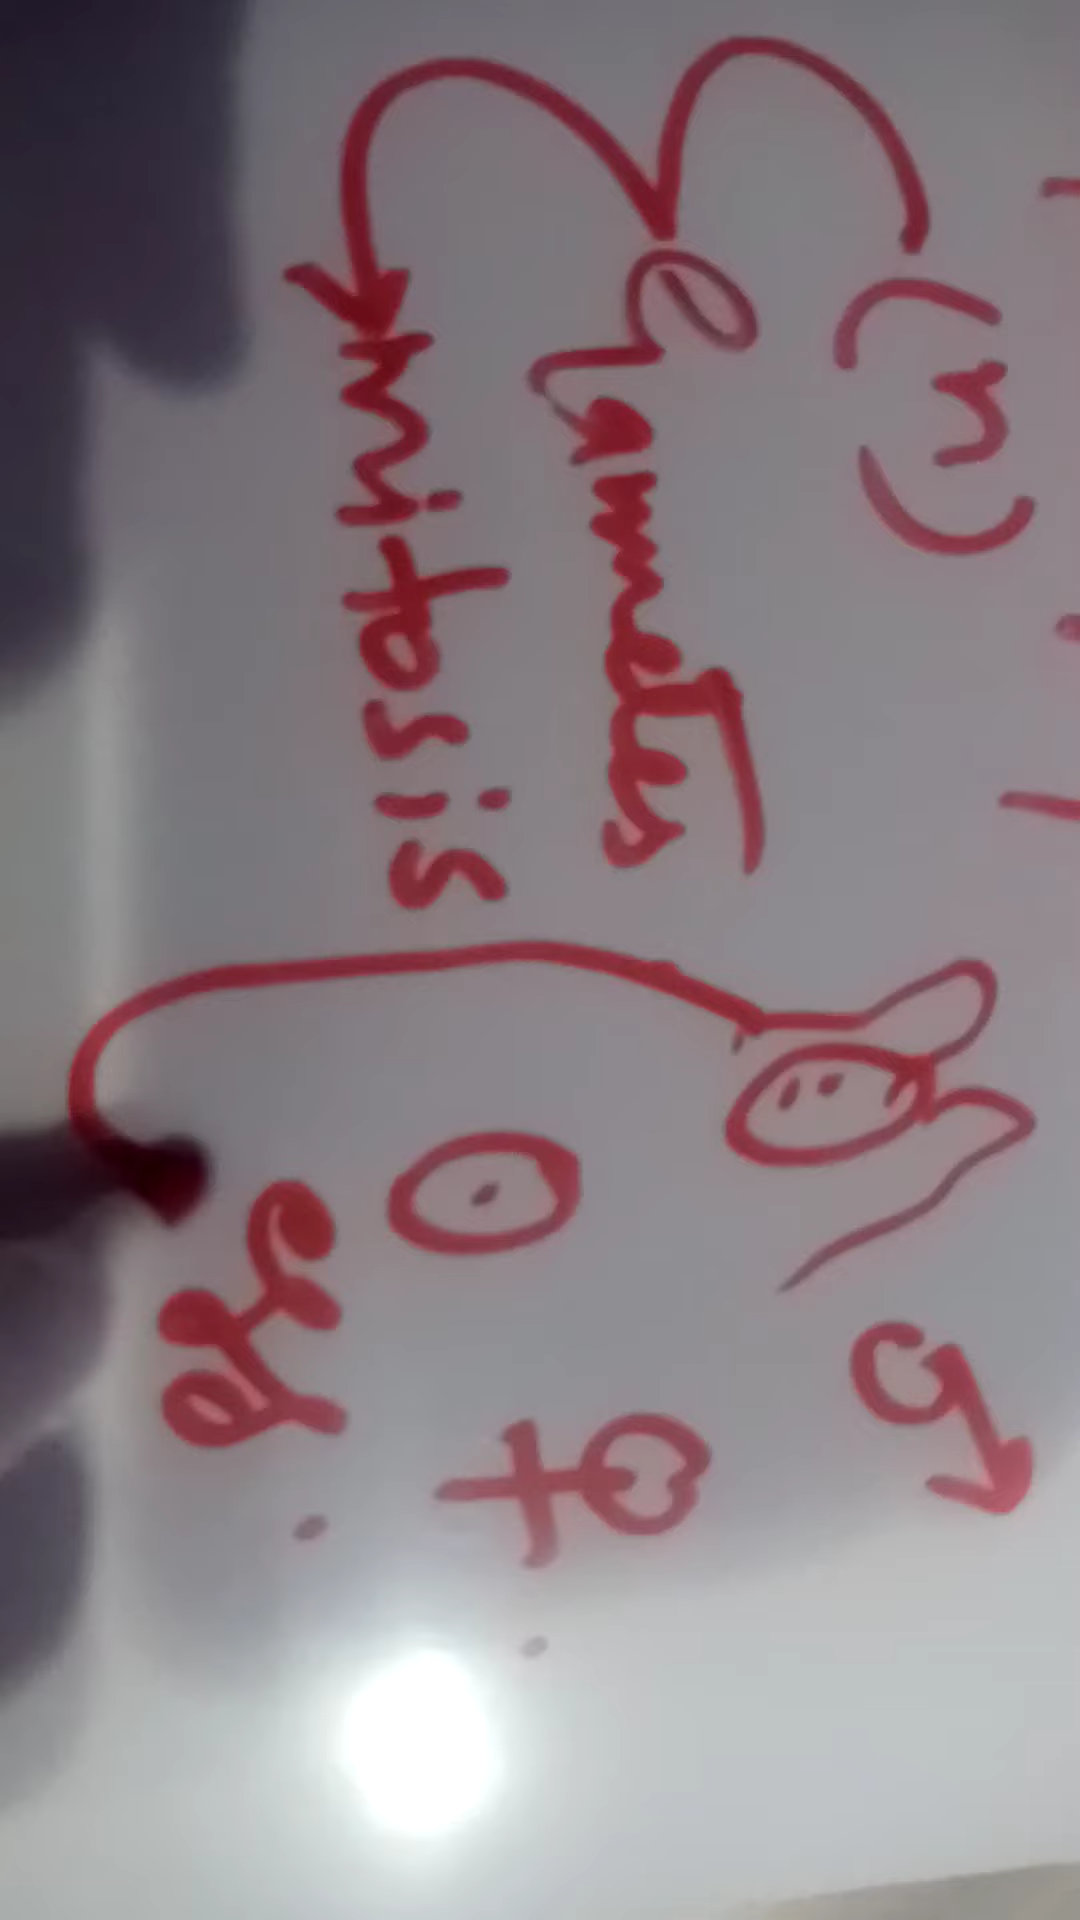 (n)
Gametes
Mitosis
♂
♀
egg